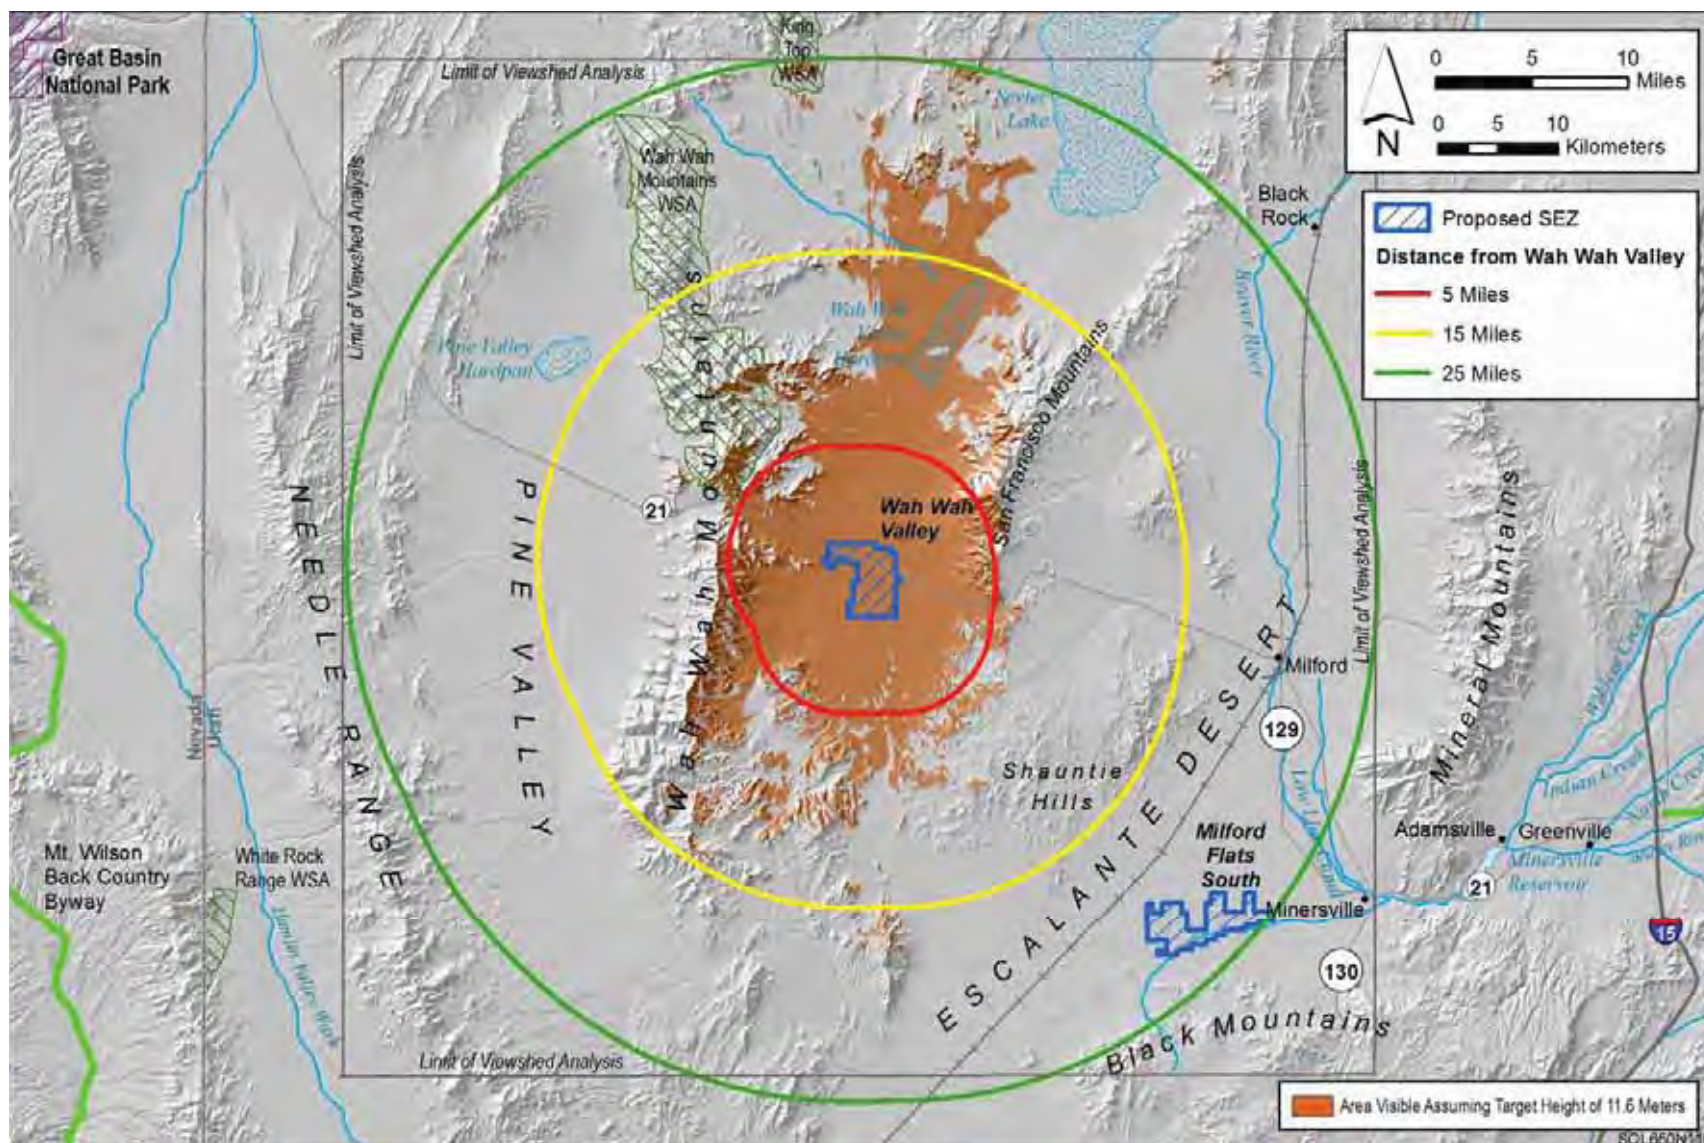 Great Basin
National Park
Limit of Viewshed Analysis
King
Top
WSA
Sevier
Lake
0 5 10
Miles
0 5 10
Kilometers
N
Proposed SEZ
Distance from Wah Wah Valley
5 Miles
15 Miles
25 Miles
Limit of Viewshed Analysis
Wah Wah
Mountains
WSA
Black
Rock
Beaver River
Wah Wah
Pine Valley
Hardpan
San Francisco Mountains
21
Wah Wah
Valley
Wah Wah Mountains
PINE VALLEY
NEEDLE RANGE
Limit of Viewshed Analysis
Mineral Mountains
Milford
129
Nevada
Utah
Shauntie
Hills
ESCALANTE DESERT
Milford
Flats
South
Minersville
Adamsville
Greenville
Minersville
Reservoir
Indian Creek
21
15
130
Black Mountains
Mt. Wilson
Back Country
Byway
White Rock
Range WSA
Hamlin Valley Wash
Limit of Viewshed Analysis
Area Visible Assuming Target Height of 11.6 Meters